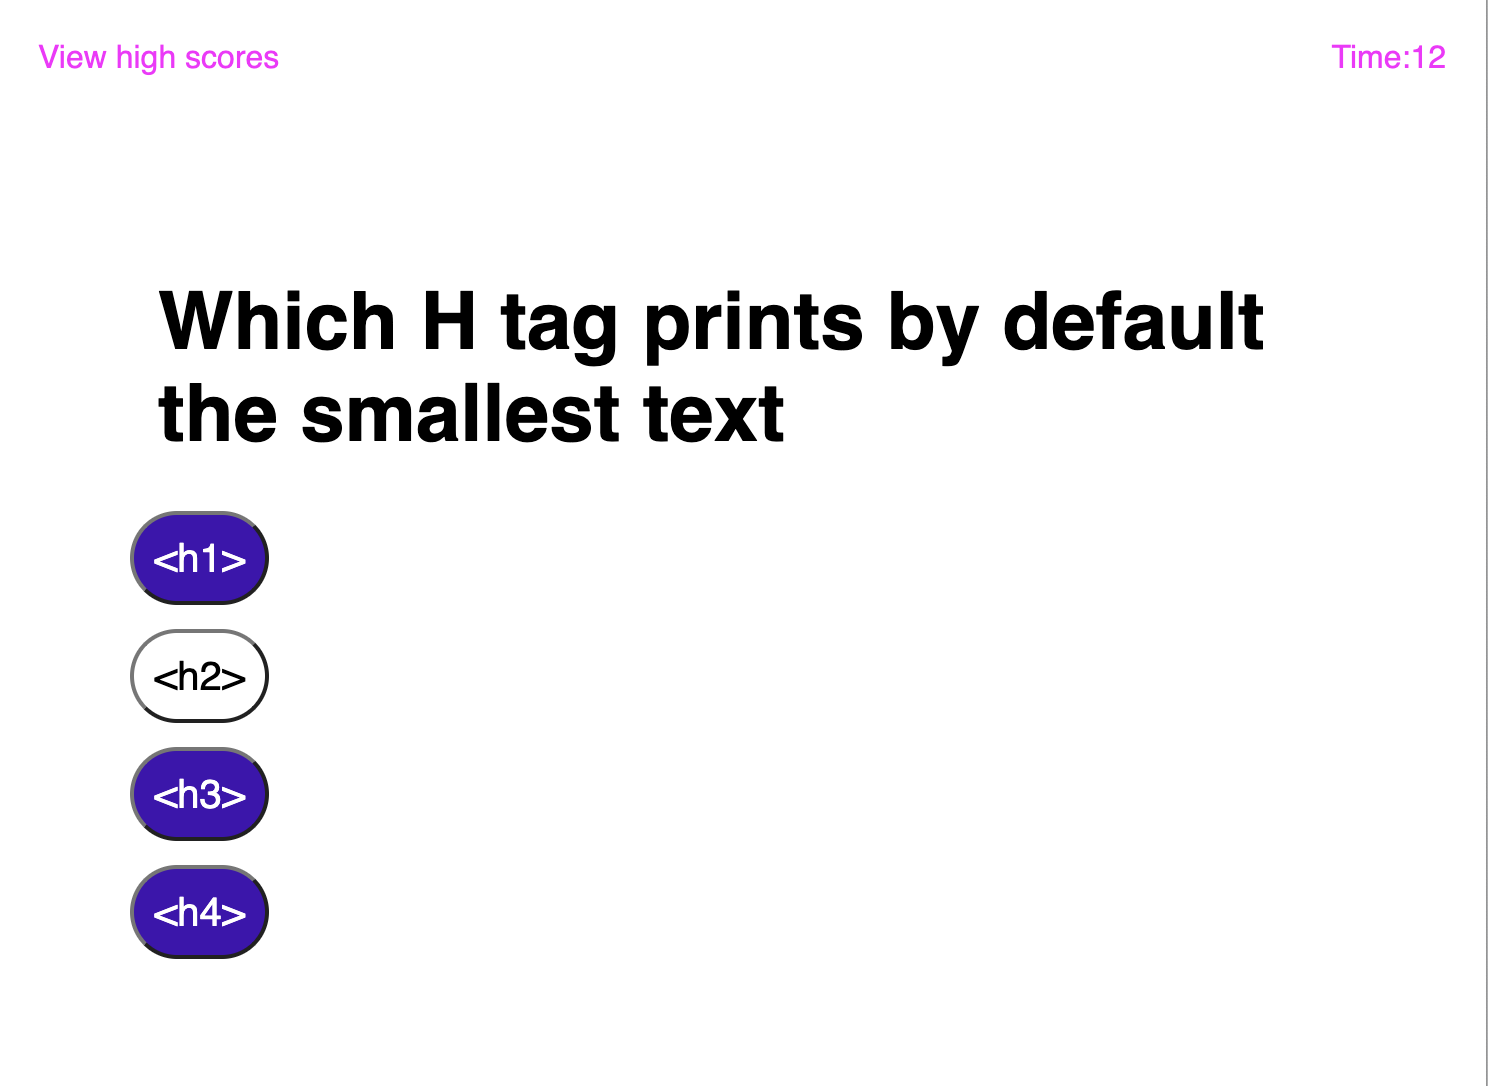 View high scores
Time:12
Which H tag prints by default
the smallest text
<h1>
<h2>
<h3>
<h4>